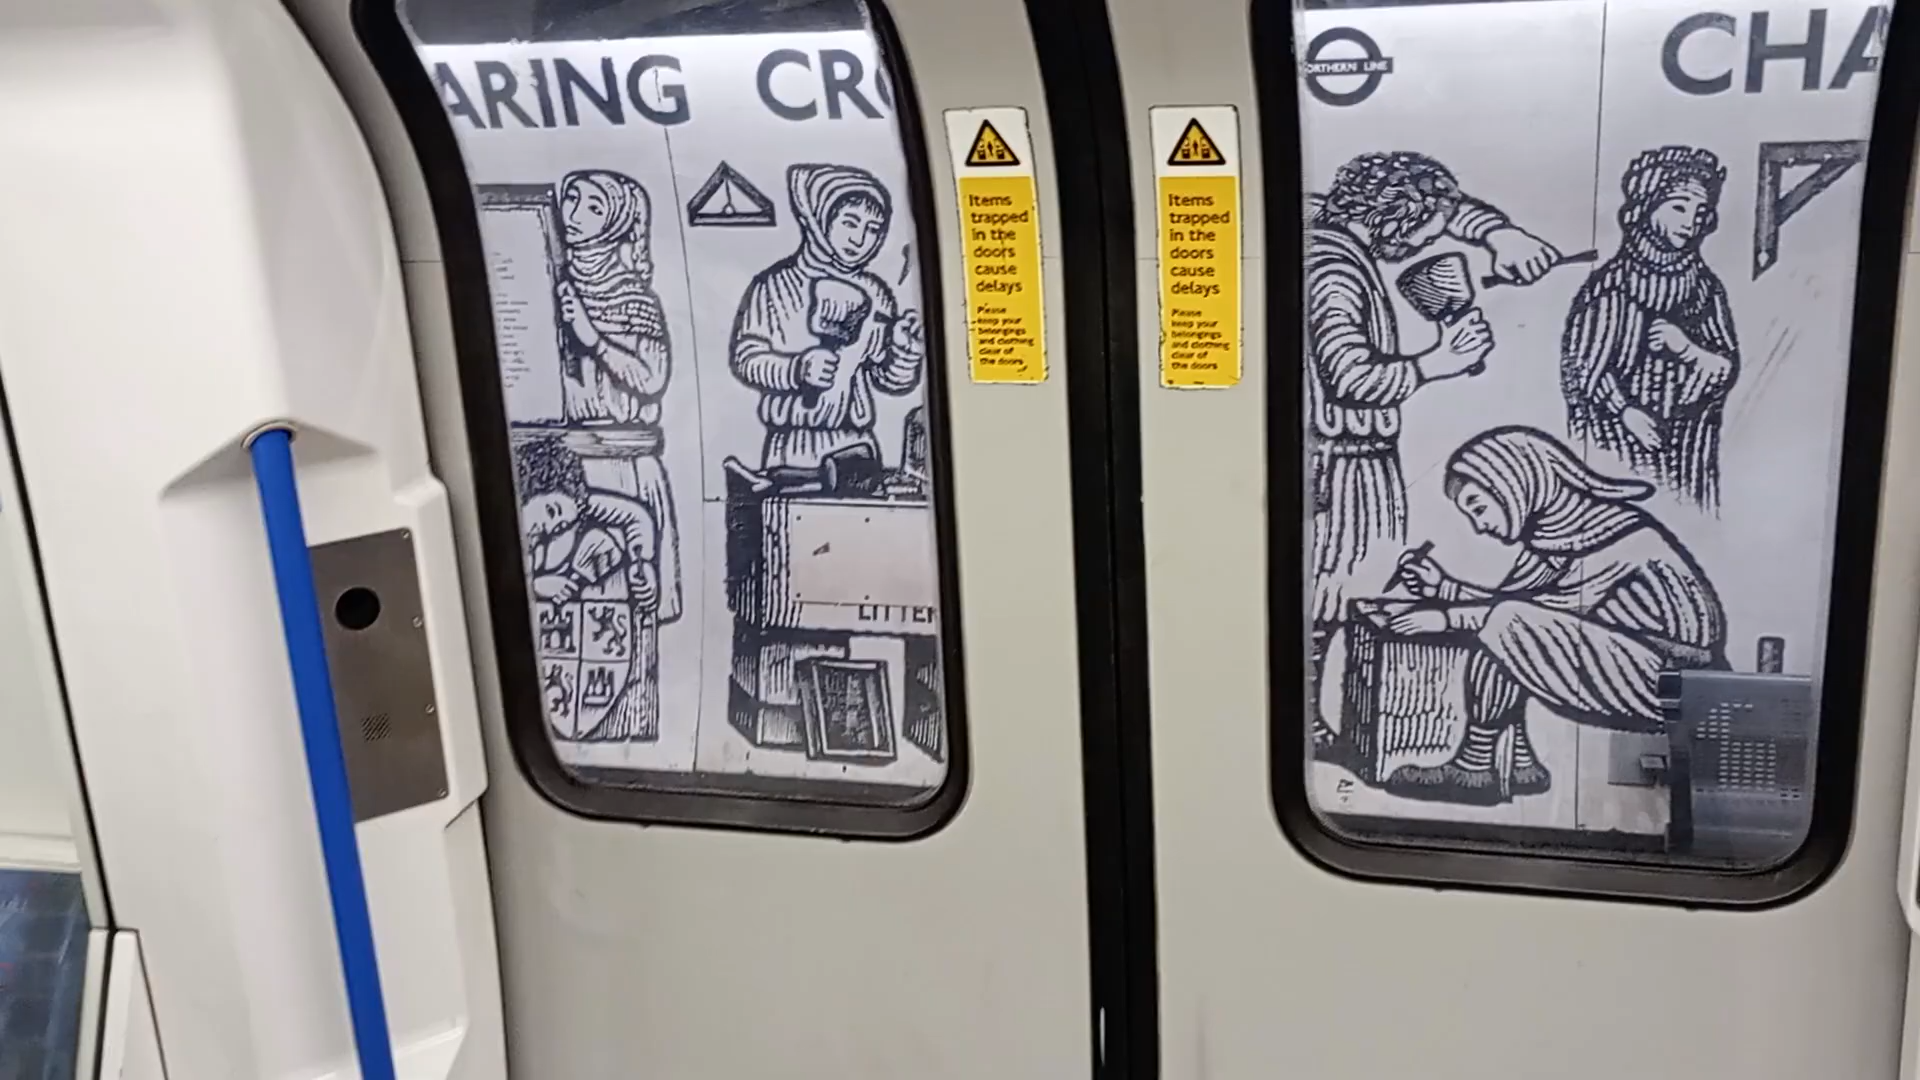 ARING CRO
NORTHERN LINE
CHA
Items
trapped
in the
doors
cause
delays
Please
keep your
belongings
and clothing
clear of
the doors
Items
trapped
in the
doors
cause
delays
Please
keep your
belongings
and clothing
clear of
the doors
LITTER